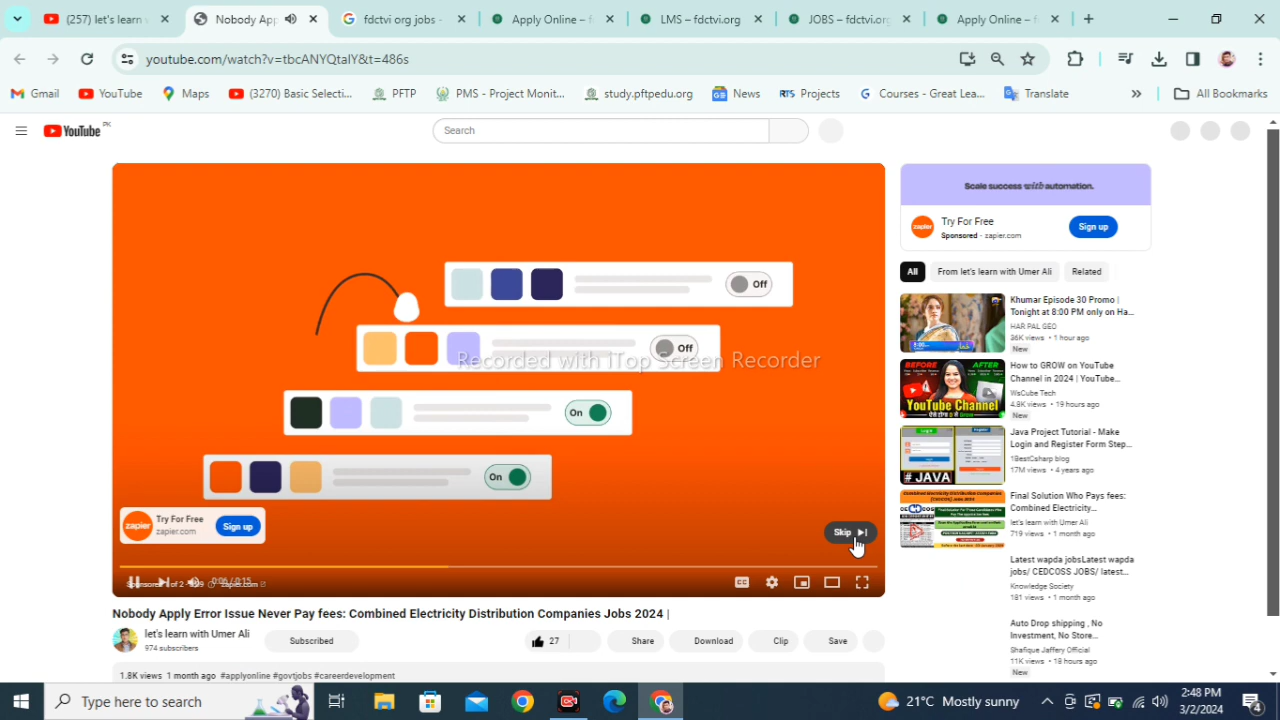 (257) let's learn
Nobody App
fdctvi org jobs -
Apply Online – f
LMS – fdctvi.org
JOBS – fdctvi.org
Apply Online – f
youtube.com/watch?v=tbcANYQtaIY&t=486s
Gmail
YouTube
Maps
(3270) Basic Selecti...
PFTP
PMS - Project Monit...
study.pftpedu.org
News
RTS Projects
Courses - Great Lea...
Translate
All Bookmarks
YouTube PK
Search
Off
Off
On
On
Try For Free
zapier
zapier.com
Sign up
Skip
0:06 / 0:15
Nobody Apply Error Issue Never Pay fees: Combined Electricity Distribution Companies Jobs 2024 |
let's learn with Umer Ali
974 subscribers
Subscribed
27
Share
Download
Clip
Save
1.8K views 1 month ago #applyonline #govtjobs #careerdevelopment
Scale success with automation.
zapier
Try For Free
Sponsored · zapier.com
Sign up
All
From let's learn with Umer Ali
Related
Khumar Episode 30 Promo |
Tonight at 8:00 PM only on Ha...
HAR PAL GEO
36K views • 1 hour ago
New
BEFORE
AFTER
YouTube Channel
How to GROW on YouTube
Channel in 2024 | YouTube...
WsCube Tech
4.8K views • 19 hours ago
New
# JAVA
Java Project Tutorial - Make
Login and Register Form Step...
1BestCsharp blog
17M views • 4 years ago
Final Solution Who Pays fees:
Combined Electricity...
let's learn with Umer Ali
719 views • 1 month ago
Latest wapda jobsLatest wapda
jobs/ CEDCOSS JOBS/ latest...
Knowledge Society
181 views • 1 month ago
Auto Drop shipping , No
Investment, No Store...
Shafique Jaffery Official
11K views • 18 hours ago
New
Type here to search
21°C Mostly sunny
2:48 PM
3/2/2024
4